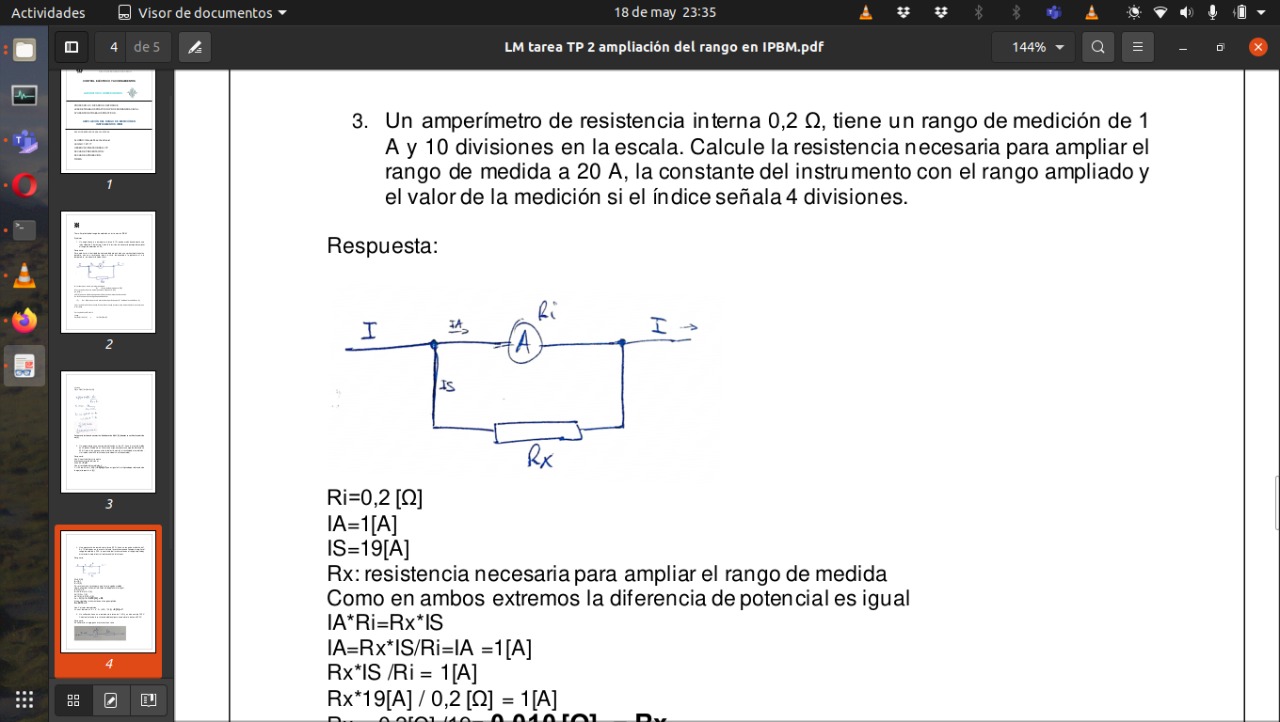 Actividades
Visor de documentos
18 de may 23:35
4
de 5
LM tarea TP 2 ampliación del rango en IPBM.pdf
144%
1
2
3
4
3. Un amperímetro de resistencia interna 0,2 Ω, tiene un rango de medición de 1
A y 10 divisiones en la escala. Calcule la resistencia necesaria para ampliar el
rango de medida a 20 A, la constante del instrumento con el rango ampliado y
el valor de la medición si el índice señala 4 divisiones.
Respuesta:
Ri
I
IA
A
I
IS
Rx
Ri=0,2 [Ω]
IA=1[A]
IS=19[A]
Rx: resistencia necesaria para ampliar el rango de medida
Como en ambos extremos la diferencia de potencial es igual
IA*Ri=Rx*IS
IA=Rx*IS/Ri=IA =1[A]
Rx*IS /Ri = 1[A]
Rx*19[A] / 0,2 [Ω] = 1[A]